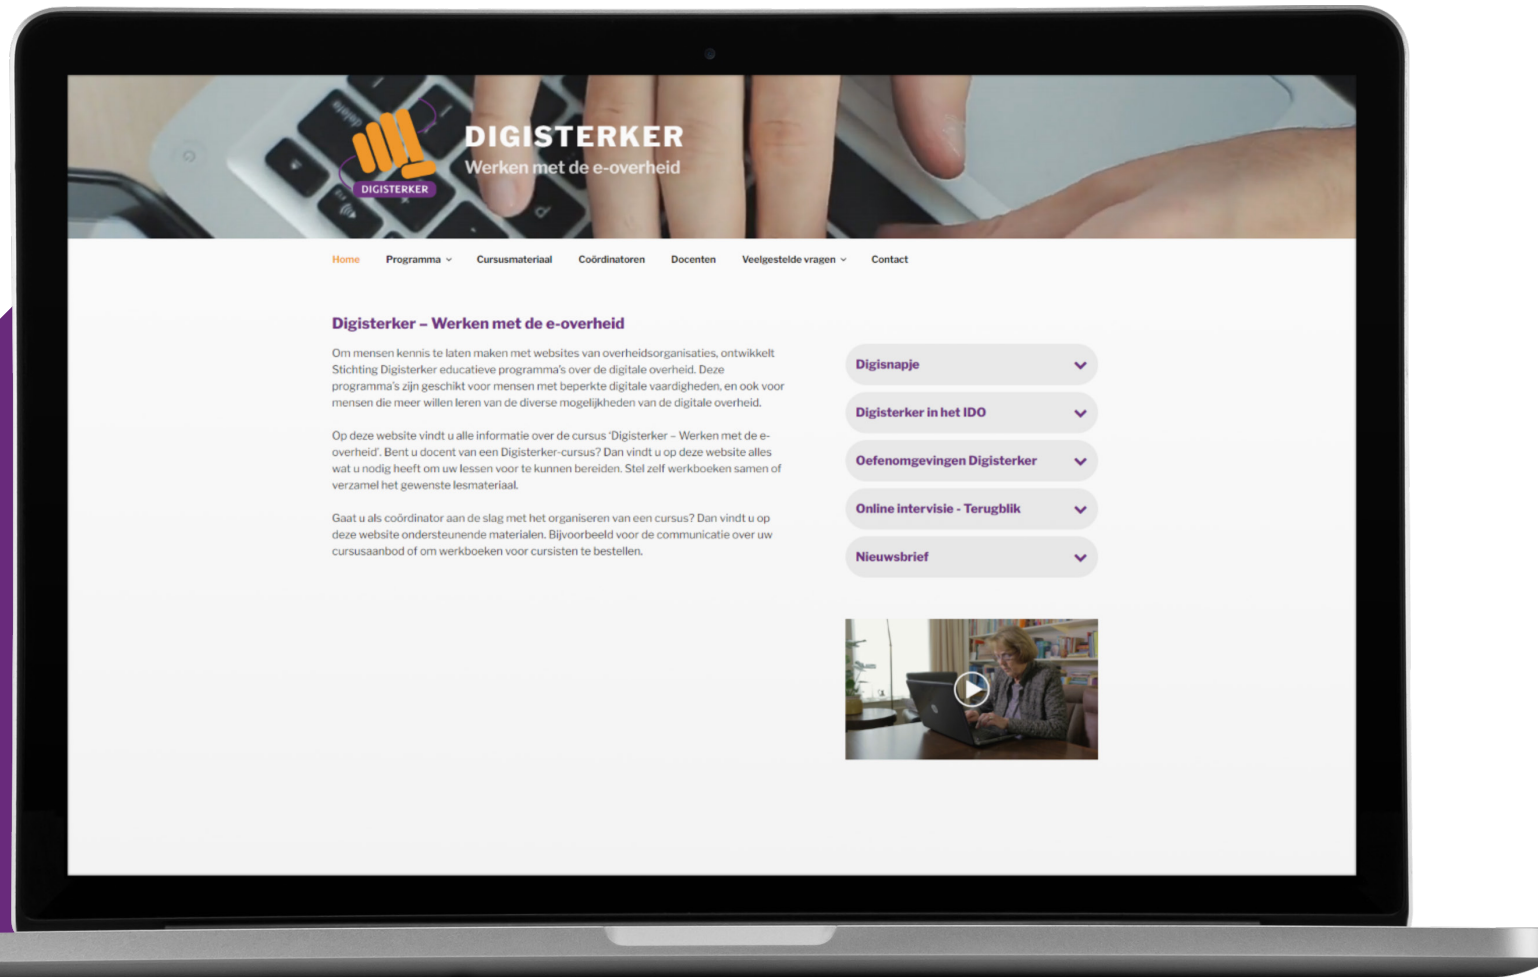 DIGISTERKER
Werken met de e-overheid
DIGISTERKER
Home Programma Cursusmateriaal Coördinatoren Docenten Veelgestelde vragen Contact
Digisterker – Werken met de e-overheid
Om mensen kennis te laten maken met websites van overheidsorganisaties, ontwikkelt
Stichting Digisterker educatieve programma's over de digitale overheid. Deze
programma's zijn geschikt voor mensen met beperkte digitale vaardigheden, en ook voor
mensen die meer willen leren van de diverse mogelijkheden van de digitale overheid.
Op deze website vindt u alle informatie over de cursus 'Digisterker – Werken met de e-
overheid'. Bent u docent van een Digisterker-cursus? Dan vindt u op deze website alles
wat u nodig heeft om uw lessen voor te kunnen bereiden. Stel zelf werkboeken samen of
verzamel het gewenste lesmateriaal.
Gaat u als coördinator aan de slag met het organiseren van een cursus? Dan vindt u op
deze website ondersteunende materialen. Bijvoorbeeld voor de communicatie over uw
cursusaanbod of om werkboeken voor cursisten te bestellen.
Digisnapje
Digisterker in het IDO
Oefenomgevingen Digisterker
Online intervisie - Terugblik
Nieuwsbrief